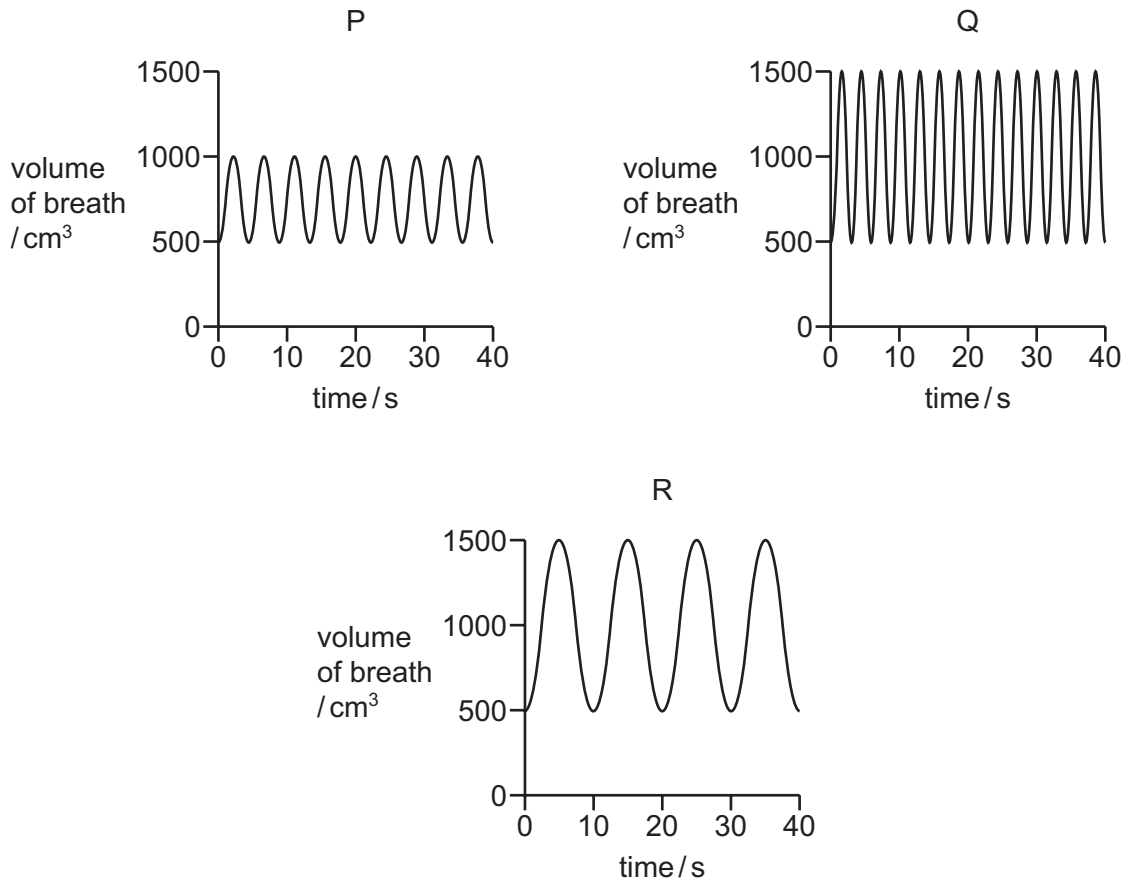 P
1500
1000
500
0
volume
of breath
/ cm³
0 10 20 30 40
time / s
Q
1500
1000
500
0
volume
of breath
/ cm³
0 10 20 30 40
time / s
R
1500
1000
500
0
volume
of breath
/ cm³
0 10 20 30 40
time / s